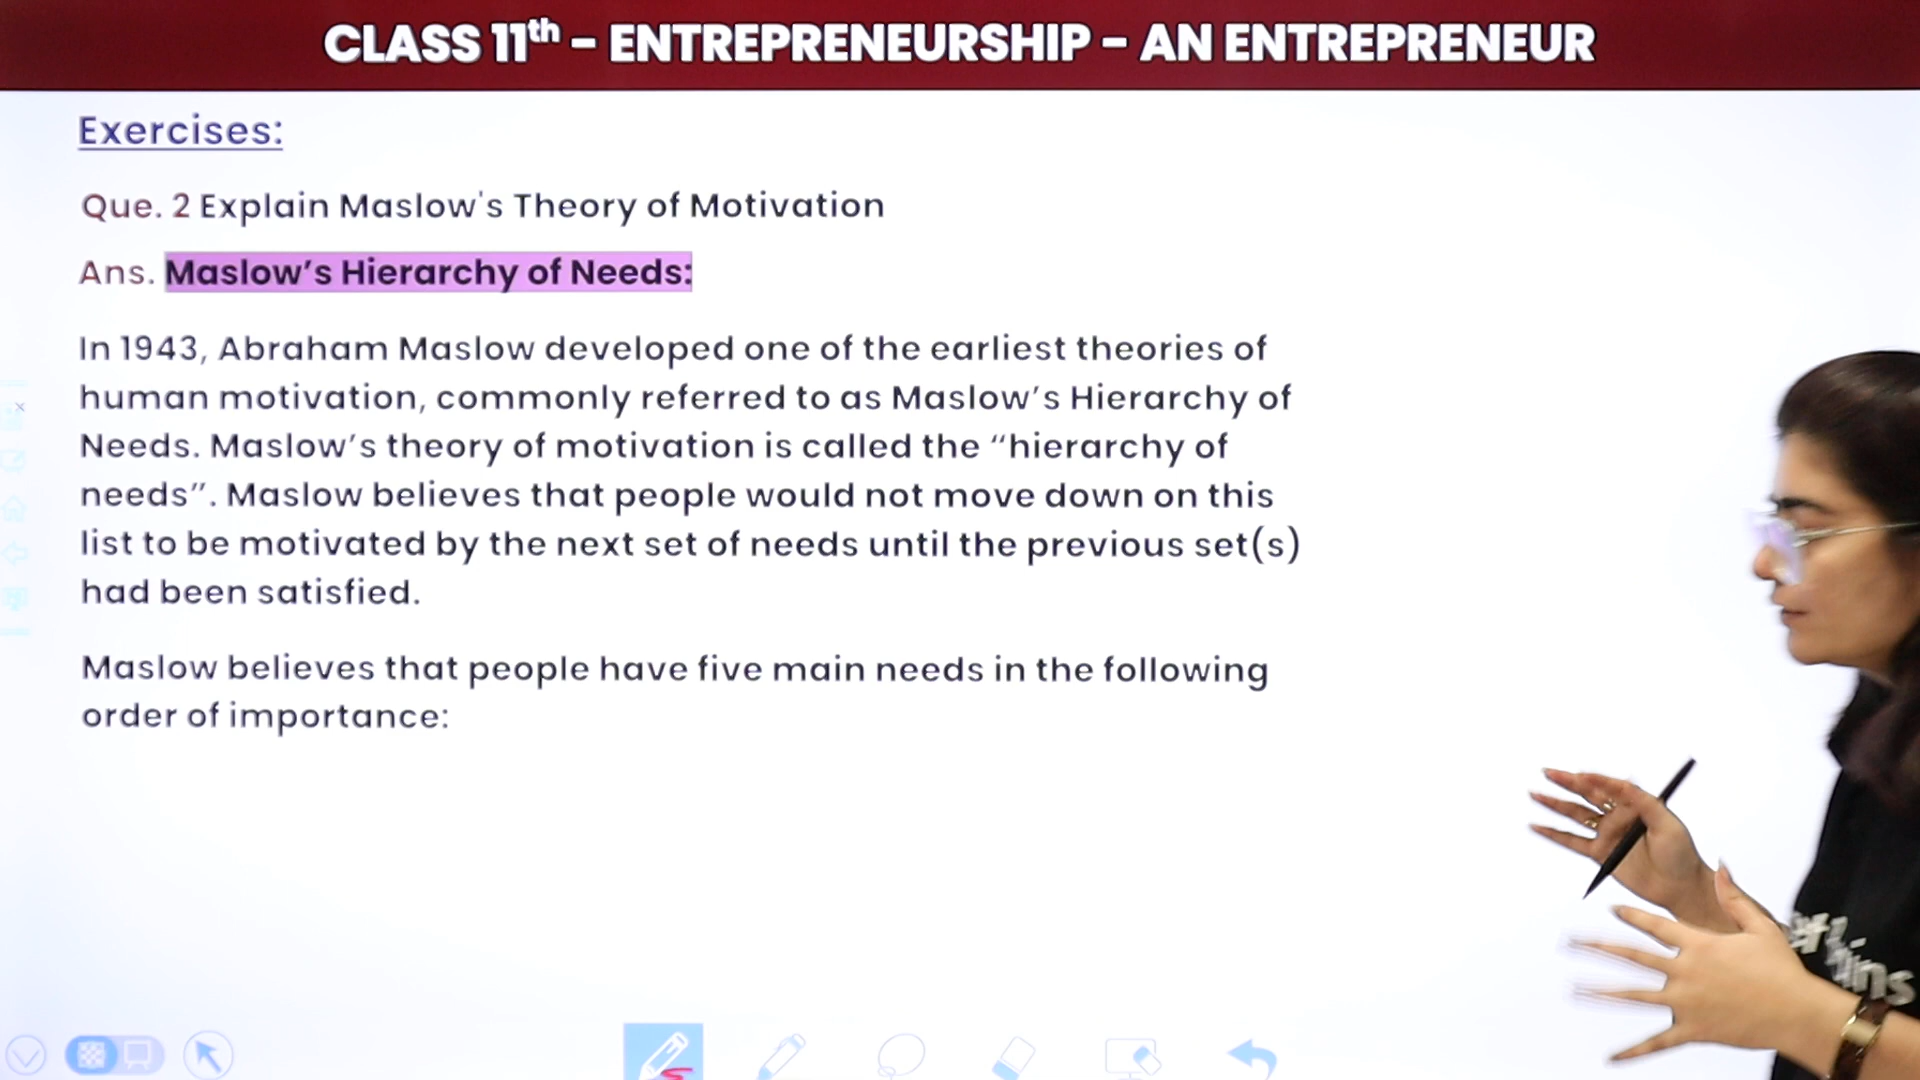 CLASS 11th – ENTREPRENEURSHIP – AN ENTREPRENEUR
Exercises:
Que. 2 Explain Maslow's Theory of Motivation
Ans. Maslow’s Hierarchy of Needs:
In 1943, Abraham Maslow developed one of the earliest theories of
human motivation, commonly referred to as Maslow’s Hierarchy of
Needs. Maslow’s theory of motivation is called the “hierarchy of
needs”. Maslow believes that people would not move down on this
list to be motivated by the next set of needs until the previous set(s)
had been satisfied.
Maslow believes that people have five main needs in the following
order of importance: